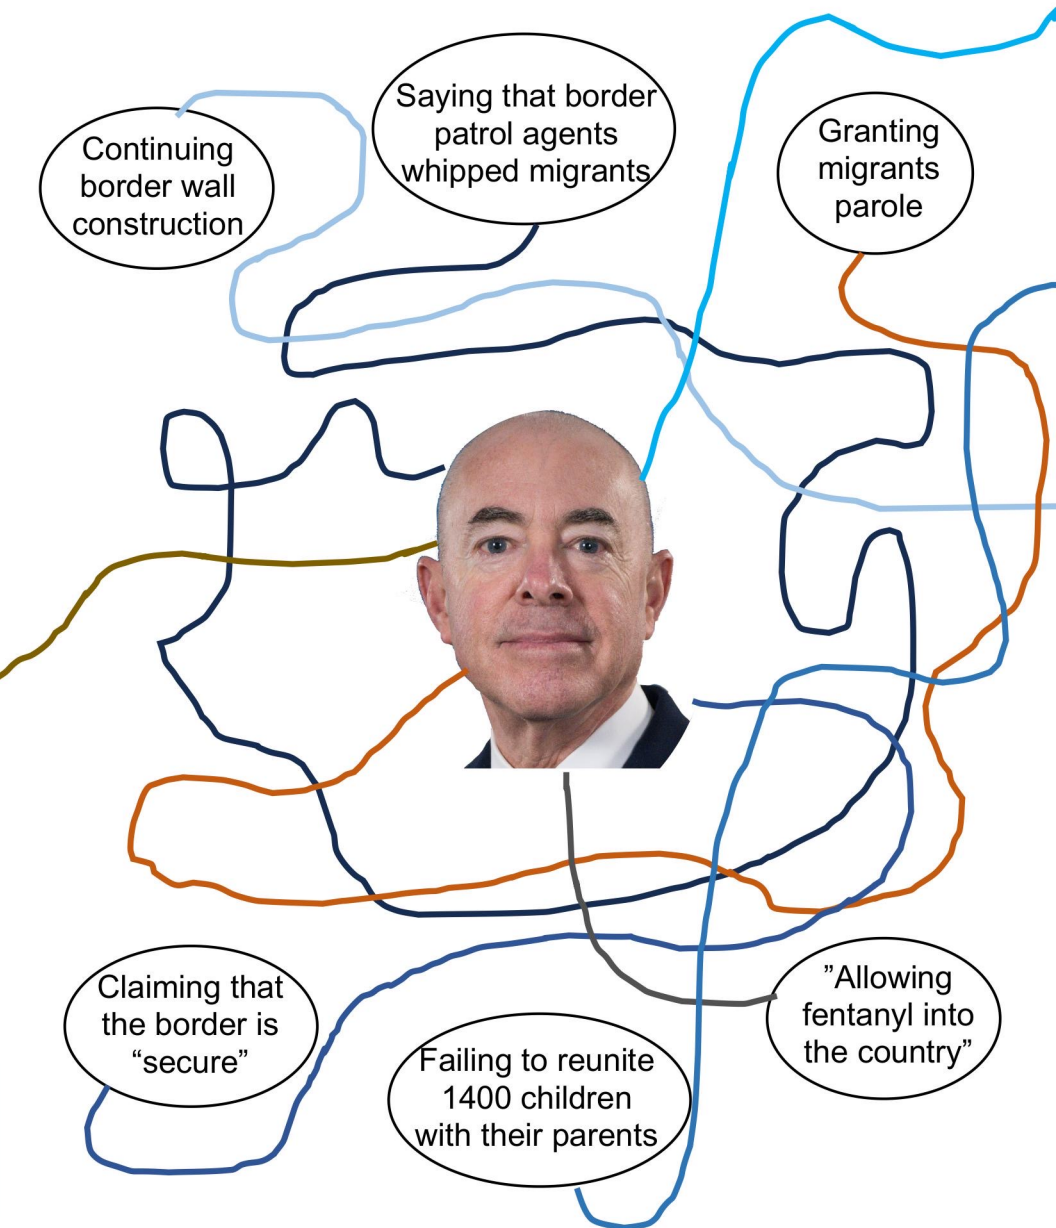 Continuing
border wall
construction
Saying that border
patrol agents
whipped migrants
Granting
migrants
parole
Claiming that
the border is
“secure”
Failing to reunite
1400 children
with their parents
”Allowing
fentanyl into
the country”